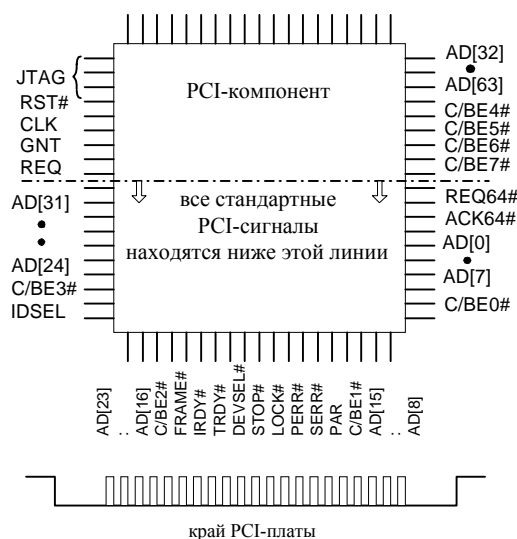 JTAG
RST#
CLK
GNT
REQ
AD[31]
AD[24]
C/BE3#
IDSEL
PCI-компонент
все стандартные
PCI-сигналы
находятся ниже этой линии
AD[32]
AD[63]
C/BE4#
C/BE5#
C/BE6#
C/BE7#
REQ64#
ACK64#
AD[0]
AD[7]
C/BE0#
AD[23]
..
AD[16]
C/BE2#
FRAME#
IRDY#
TRDY#
DEVSEL#
STOP#
LOCK#
PERR#
SERR#
PAR
C/BE1#
AD[15]
..
AD[8]
край PCI-платы